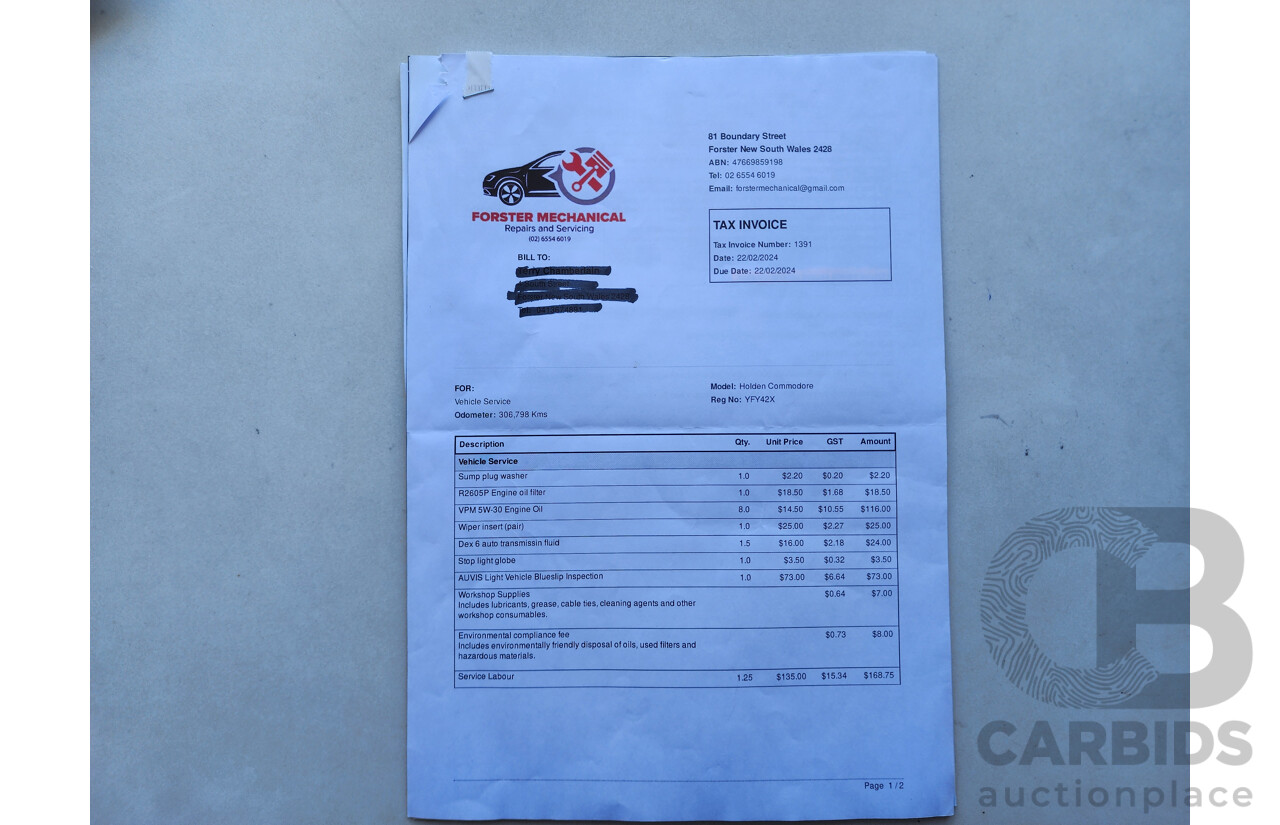 81 Boundary Street
Forster New South Wales 2428
ABN: 47669859198
Tel: 02 6554 6019
Email: forstermechanical@gmail.com
FORSTER MECHANICAL
Repairs and Servicing
(02) 6554 6019
TAX INVOICE
Tax Invoice Number: 1391
Date: 22/02/2024
Due Date: 22/02/2024
BILL TO:
FOR:
Vehicle Service
Odometer: 306,798 Kms
Model: Holden Commodore
Reg No: YFY42X
Description Qty. Unit Price GST Amount
Vehicle Service
Sump plug washer 1.0 $2.20 $0.20 $2.20
R2605P Engine oil filter 1.0 $18.50 $1.68 $18.50
VPM 5W-30 Engine Oil 8.0 $14.50 $10.55 $116.00
Wiper insert (pair) 1.0 $25.00 $2.27 $25.00
Dex 6 auto transmissin fluid 1.5 $16.00 $2.18 $24.00
Stop light globe 1.0 $3.50 $0.32 $3.50
AUVIS Light Vehicle Blueslip Inspection 1.0 $73.00 $6.64 $73.00
Workshop Supplies $0.64 $7.00
Includes lubricants, grease, cable ties, cleaning agents and other
workshop consumables.
Environmental compliance fee $0.73 $8.00
Includes environmentally friendly disposal of oils, used filters and
hazardous materials.
Service Labour 1.25 $135.00 $15.34 $168.75
Page 1 / 2
CB
CARBIDS
auctionplace